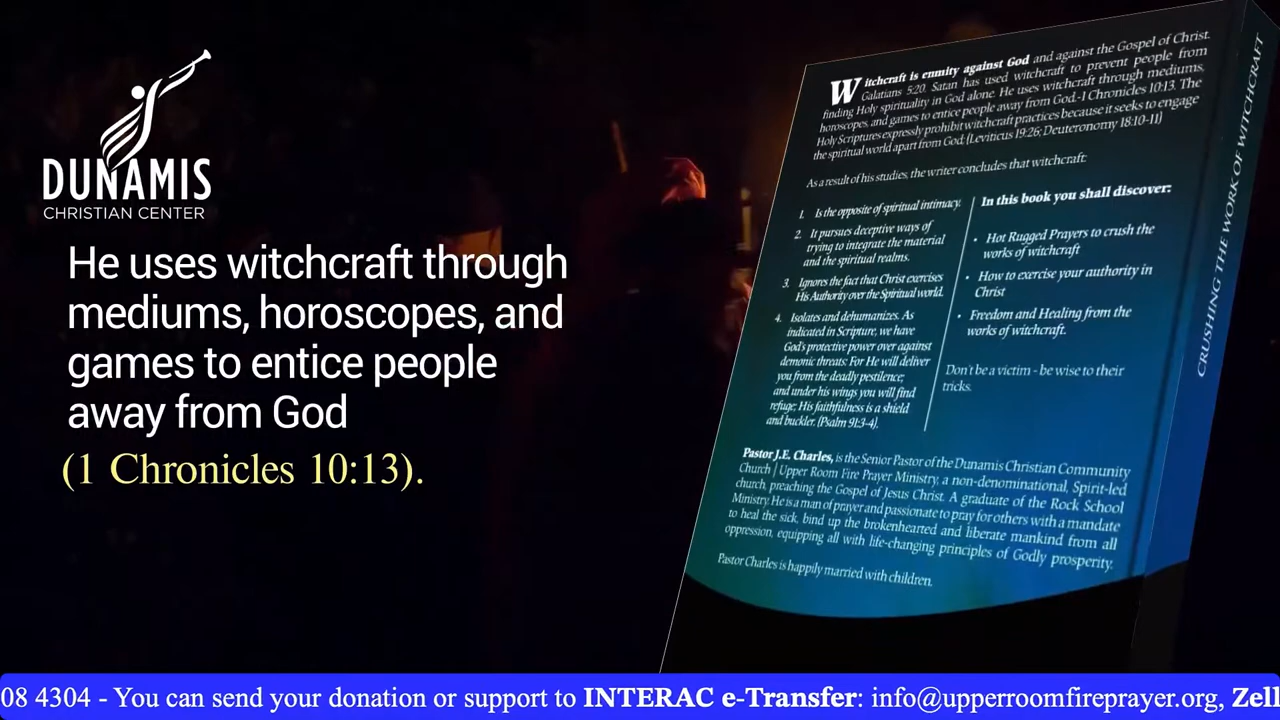 DUNAMIS
CHRISTIAN CENTER
He uses witchcraft through
mediums, horoscopes, and
games to entice people
away from God
(1 Chronicles 10:13).
Witchcraft is enmity against God and against the Gospel of Christ.
Galatians 5:20. Satan has used witchcraft to prevent people from
finding Holy spirituality in God alone. He uses witchcraft through mediums,
horoscopes, and games to entice people away from God.-1 Chronicles 10:13. The
Holy Scriptures expressly prohibit witchcraft practices because it seeks to engage
the spiritual world apart from God; (Leviticus 19:26; Deuteronomy 18:10-11)
As a result of his studies, the writer concludes that witchcraft:
1. Is the opposite of spiritual intimacy.
2. It pursues deceptive ways of
trying to integrate the material
and the spiritual realms.
3. Ignores the fact that Christ exercises
His Authority over the Spiritual world.
4. Isolates and dehumanizes. As
indicated in Scripture, we have
God's protective power over against
demonic threats: For He will deliver
you from the deadly pestilence;
and under his wings you will find
refuge; His faithfulness is a shield
and buckler. (Psalm 91:3-4).
In this book you shall discover:
• Hot Rugged Prayers to crush the
works of witchcraft
• How to exercise your authority in
Christ
• Freedom and Healing from the
works of witchcraft.
Don't be a victim - be wise to their
tricks.
Pastor J.E. Charles, is the Senior Pastor of the Dunamis Christian Community
Church | Upper Room Fire Prayer Ministry, a non-denominational, Spirit-led
church, preaching the Gospel of Jesus Christ. A graduate of the Rock School
Ministry. He is a man of prayer and passionate to pray for others with a mandate
to heal the sick, bind up the brokenhearted and liberate mankind from all
oppression, equipping all with life-changing principles of Godly prosperity.
Pastor Charles is happily married with children.
CRUSHING THE WORK OF WITCHCRAFT
08 4304 - You can send your donation or support to INTERAC e-Transfer: info@upperroomfireprayer.org, Zell